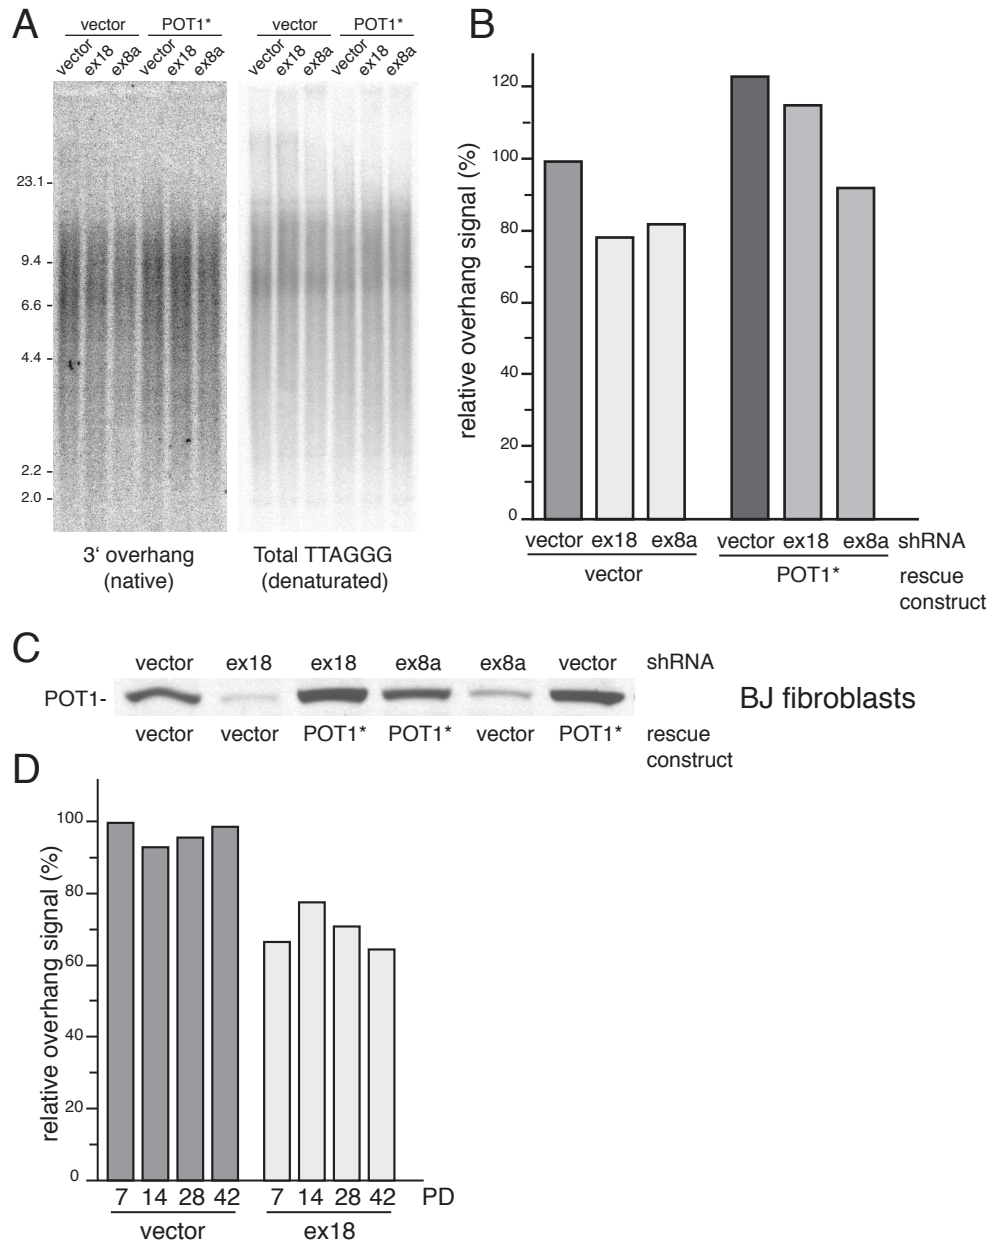 A
vector POT1* vector POT1*
vector ex18 ex8a vector ex18 ex8a vector ex18 ex8a vector ex18 ex8a
23.1
9.4
6.6
4.4
2.2
2.0
3‘ overhang Total TTAGGG
(native) (denaturated)
B
relative overhang signal (%)
120
100
80
60
40
20
0
vector ex18 ex8a vector ex18 ex8a shRNA
vector POT1* rescue
construct
C
vector ex18 ex18 ex8a ex8a vector shRNA
POT1- BJ fibroblasts
vector vector POT1* POT1* vector POT1* rescue
construct
D
relative overhang signal (%)
100
80
60
40
20
0
7 14 28 42 7 14 28 42 PD
vector ex18